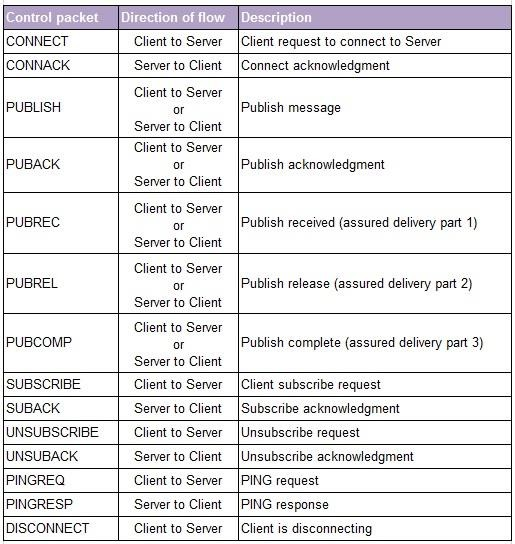 Control packet Direction of flow Description
CONNECT Client to Server Client request to connect to Server
CONNACK Server to Client Connect acknowledgment
PUBLISH Client to Server or Server to Client Publish message
PUBACK Client to Server or Server to Client Publish acknowledgment
PUBREC Client to Server or Server to Client Publish received (assured delivery part 1)
PUBREL Client to Server or Server to Client Publish release (assured delivery part 2)
PUBCOMP Client to Server or Server to Client Publish complete (assured delivery part 3)
SUBSCRIBE Client to Server Client subscribe request
SUBACK Server to Client Subscribe acknowledgment
UNSUBSCRIBE Client to Server Unsubscribe request
UNSUBACK Server to Client Unsubscribe acknowledgment
PINGREQ Client to Server PING request
PINGRESP Server to Client PING response
DISCONNECT Client to Server Client is disconnecting